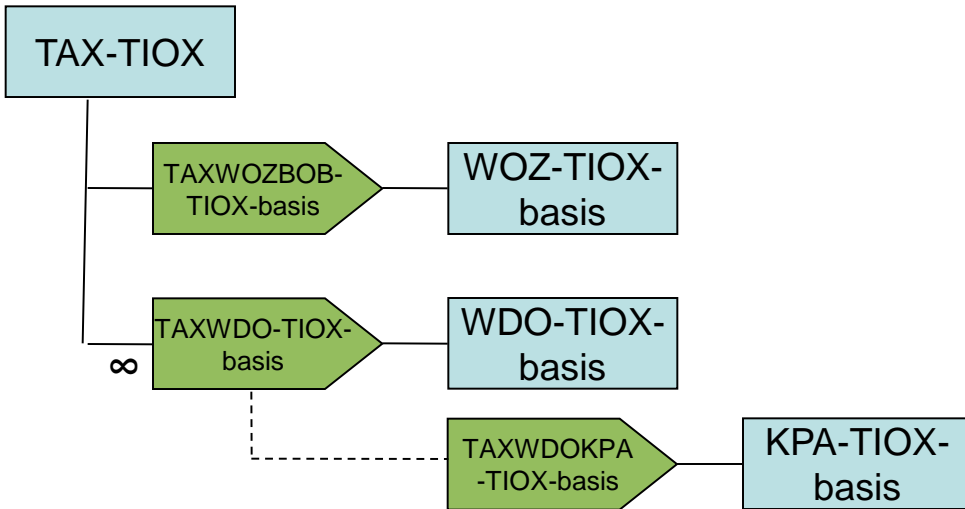 TAX-TIOX
TAXWOZBOB-
TIOX-basis
WOZ-TIOX-
basis
TAXWDO-TIOX-
basis
WDO-TIOX-
basis
∞
TAXWDOKPA
-TIOX-basis
KPA-TIOX-
basis